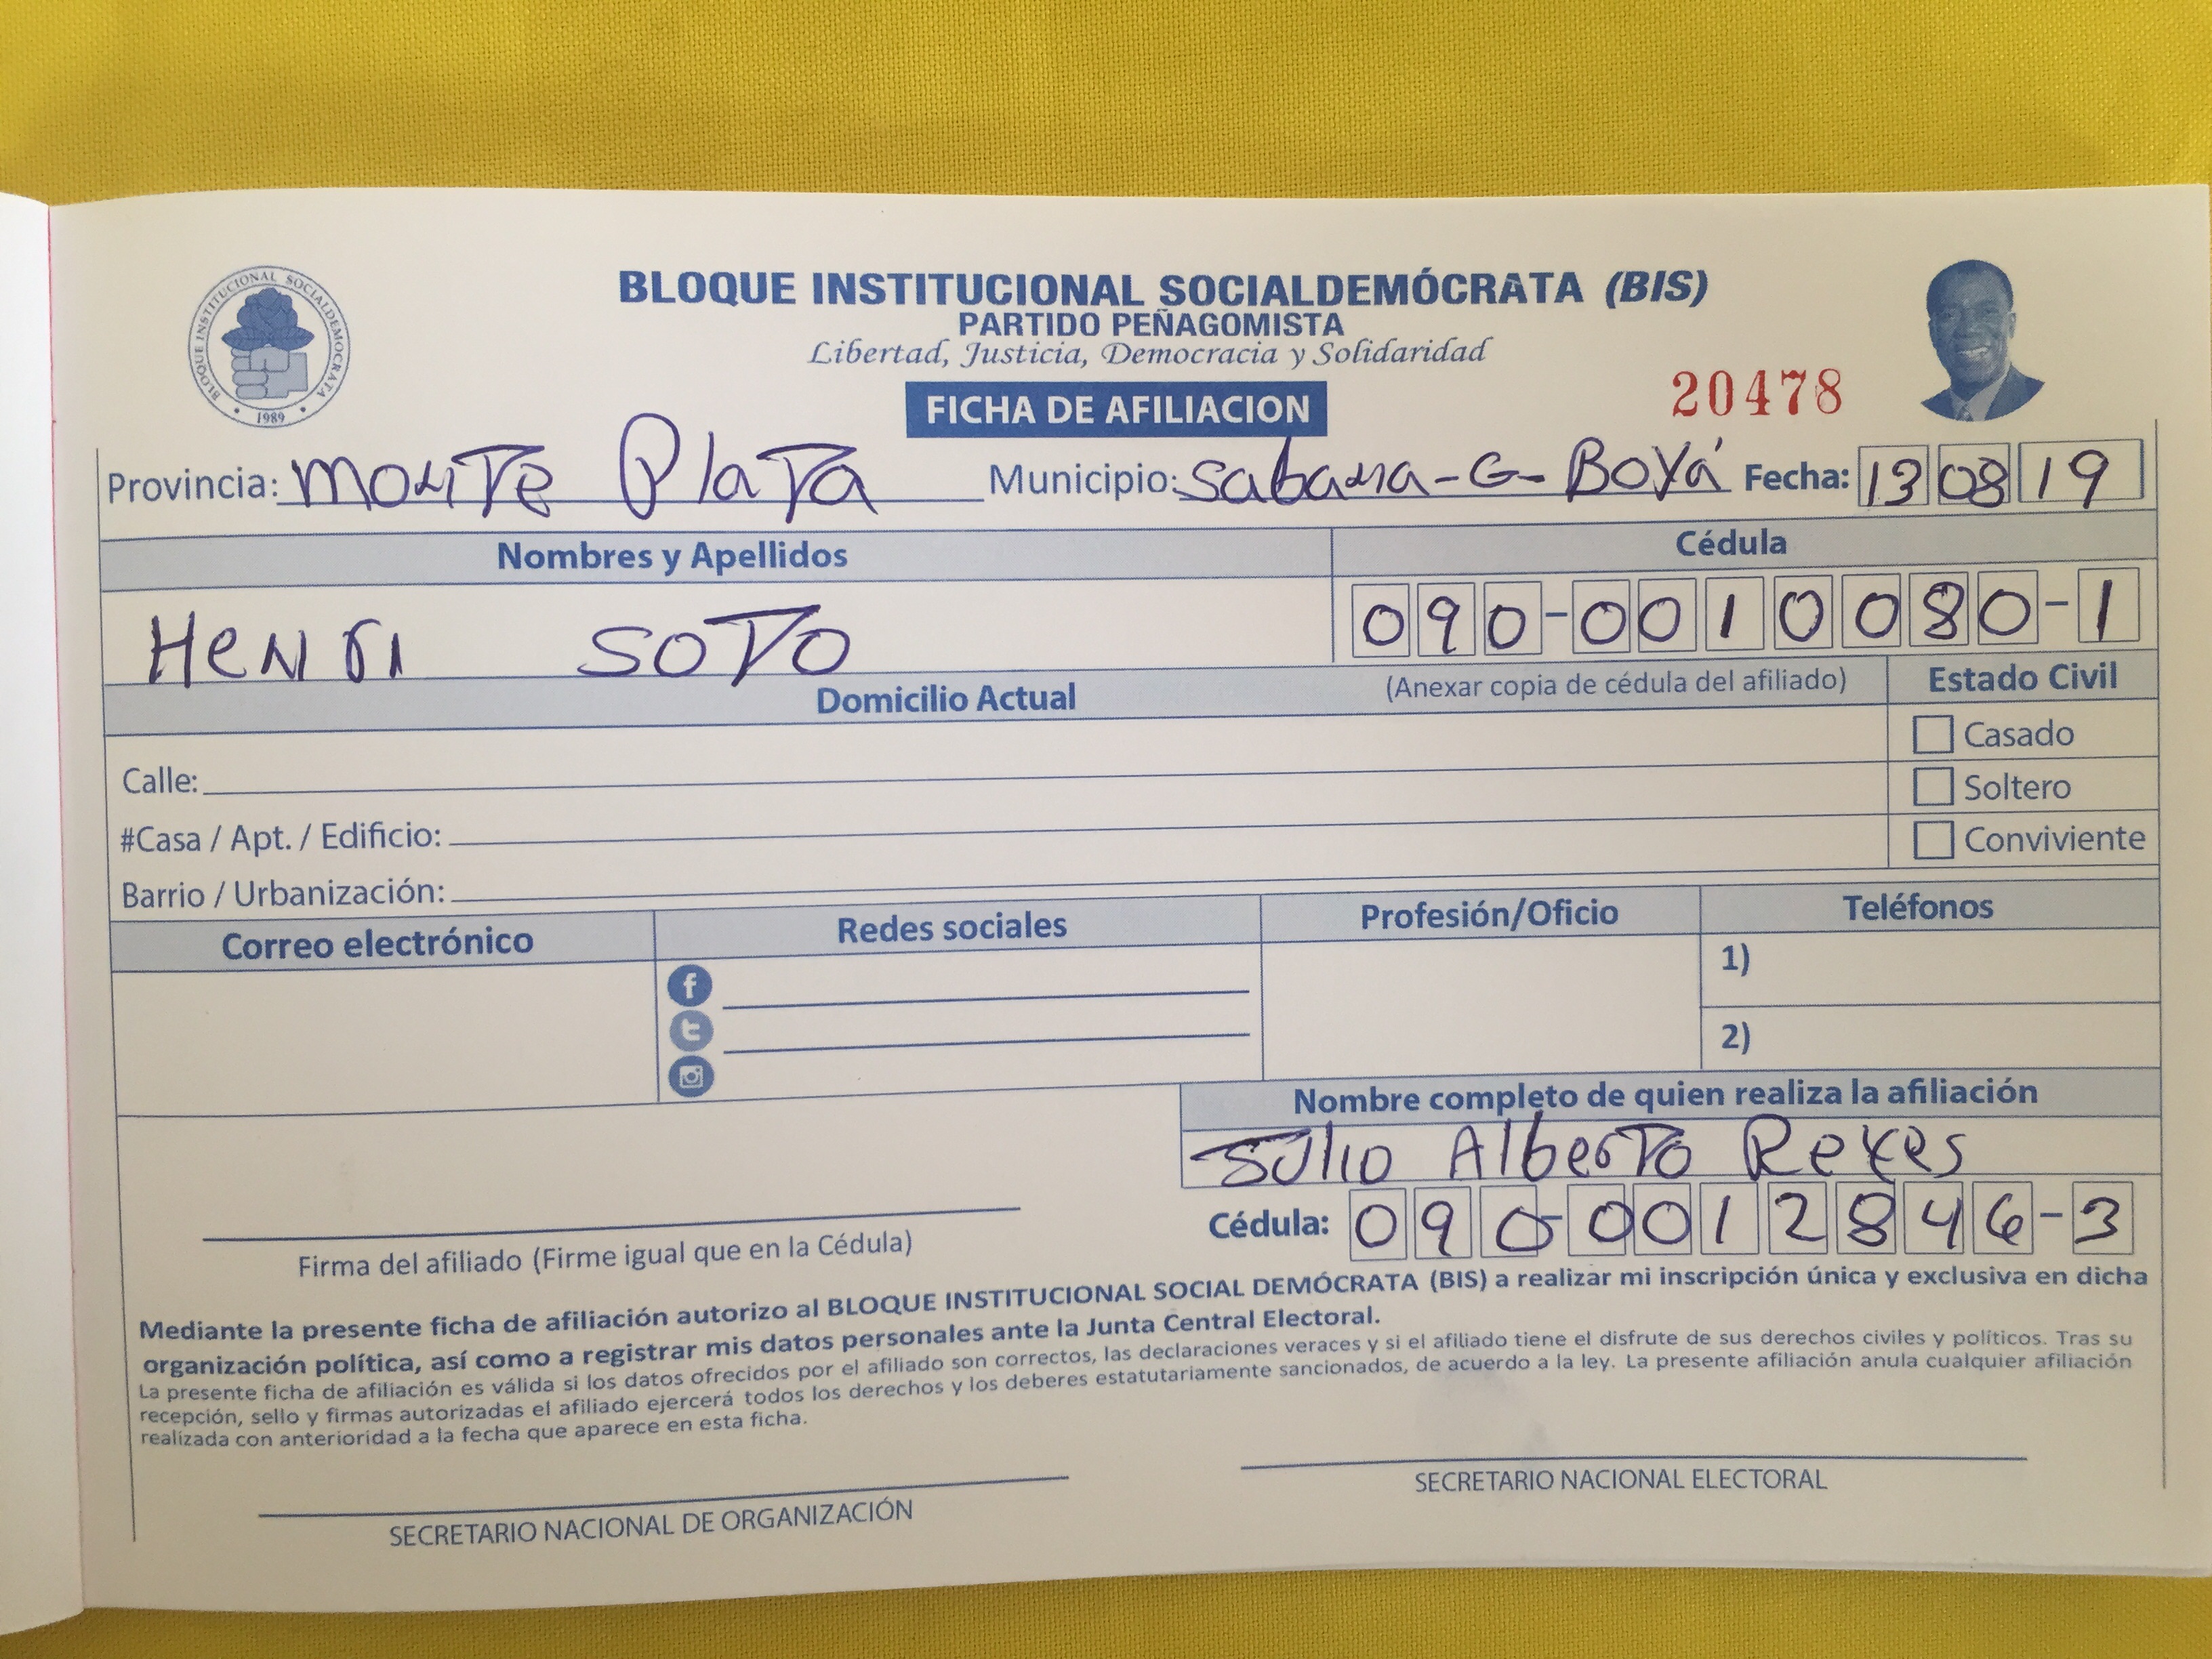 BLOQUE INSTITUCIONAL SOCIALDEMOCRATA
1989
BLOQUE INSTITUCIONAL SOCIALDEMÓCRATA (BIS)
PARTIDO PEÑAGOMISTA
Libertad, Justicia, Democracia y Solidaridad
FICHA DE AFILIACION
20478
Provincia: Monte Plata Municipio: Sabana-G-Boyá Fecha: 13 08 19
Nombres y Apellidos Cédula
Henri Soto 090-0010080-1
Domicilio Actual (Anexar copia de cédula del afiliado) Estado Civil
Casado
Calle:
Soltero
#Casa / Apt. / Edificio:
Conviviente
Barrio / Urbanización:
Correo electrónico Redes sociales Profesión/Oficio Teléfonos
1)
2)
Nombre completo de quien realiza la afiliación
Julio Alberto Reyes
Cédula: 090-0012846-3
Firma del afiliado (Firme igual que en la Cédula)
Mediante la presente ficha de afiliación autorizo al BLOQUE INSTITUCIONAL SOCIAL DEMÓCRATA (BIS) a realizar mi inscripción única y exclusiva en dicha
organización política, así como a registrar mis datos personales ante la Junta Central Electoral.
La presente ficha de afiliación es válida si los datos ofrecidos por el afiliado son correctos, las declaraciones veraces y si el afiliado tiene el disfrute de sus derechos civiles y políticos. Tras su
recepción, sello y firmas autorizadas el afiliado ejercerá todos los derechos y los deberes estatutariamente sancionados, de acuerdo a la ley. La presente afiliación anula cualquier afiliación
realizada con anterioridad a la fecha que aparece en esta ficha.
SECRETARIO NACIONAL DE ORGANIZACIÓN
SECRETARIO NACIONAL ELECTORAL